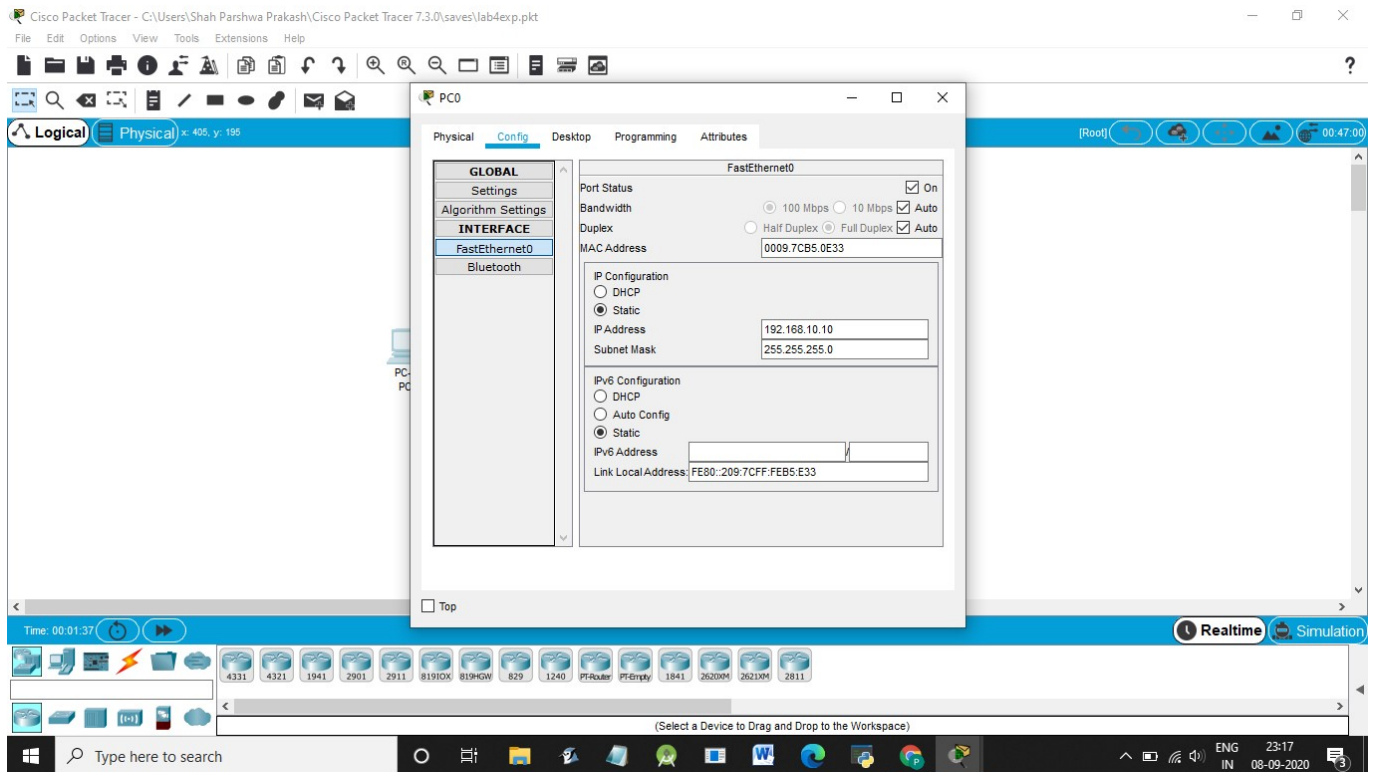 Cisco Packet Tracer - C:\Users\Shah Parshwa Prakash\Cisco Packet Tracer 7.3.0\saves\lab4exp.pkt
File Edit Options View Tools Extensions Help
?
PC0
Logical Physical x: 405, y: 195
[Root] 00:47:00
Physical Config Desktop Programming Attributes
GLOBAL
Settings
Algorithm Settings
INTERFACE
FastEthernet0
Bluetooth
FastEthernet0
Port Status On
Bandwidth 100 Mbps 10 Mbps Auto
Duplex Half Duplex Full Duplex Auto
MAC Address 0009.7CB5.0E33
IP Configuration
DHCP
Static
IP Address 192.168.10.10
Subnet Mask 255.255.255.0
IPv6 Configuration
DHCP
Auto Config
Static
IPv6 Address /
Link Local Address: FE80::209:7CFF:FEB5:E33
PC-
PC
Top
Time: 00:01:37
Realtime Simulation
4331 4321 1941 2901 2911 819IOX 819HGW 829 1240 PT-Router PT-Empty 1841 2620XM 2621XM 2811
(Select a Device to Drag and Drop to the Workspace)
Type here to search
ENG 23:17
IN 08-09-2020
3